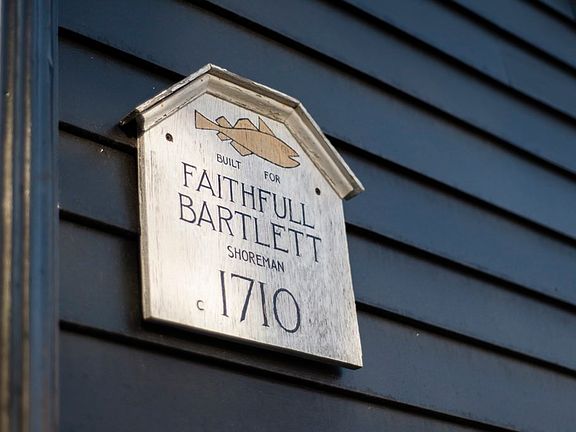 BUILT FOR
FAITHFULL
BARTLETT
SHOREMAN
C 1710